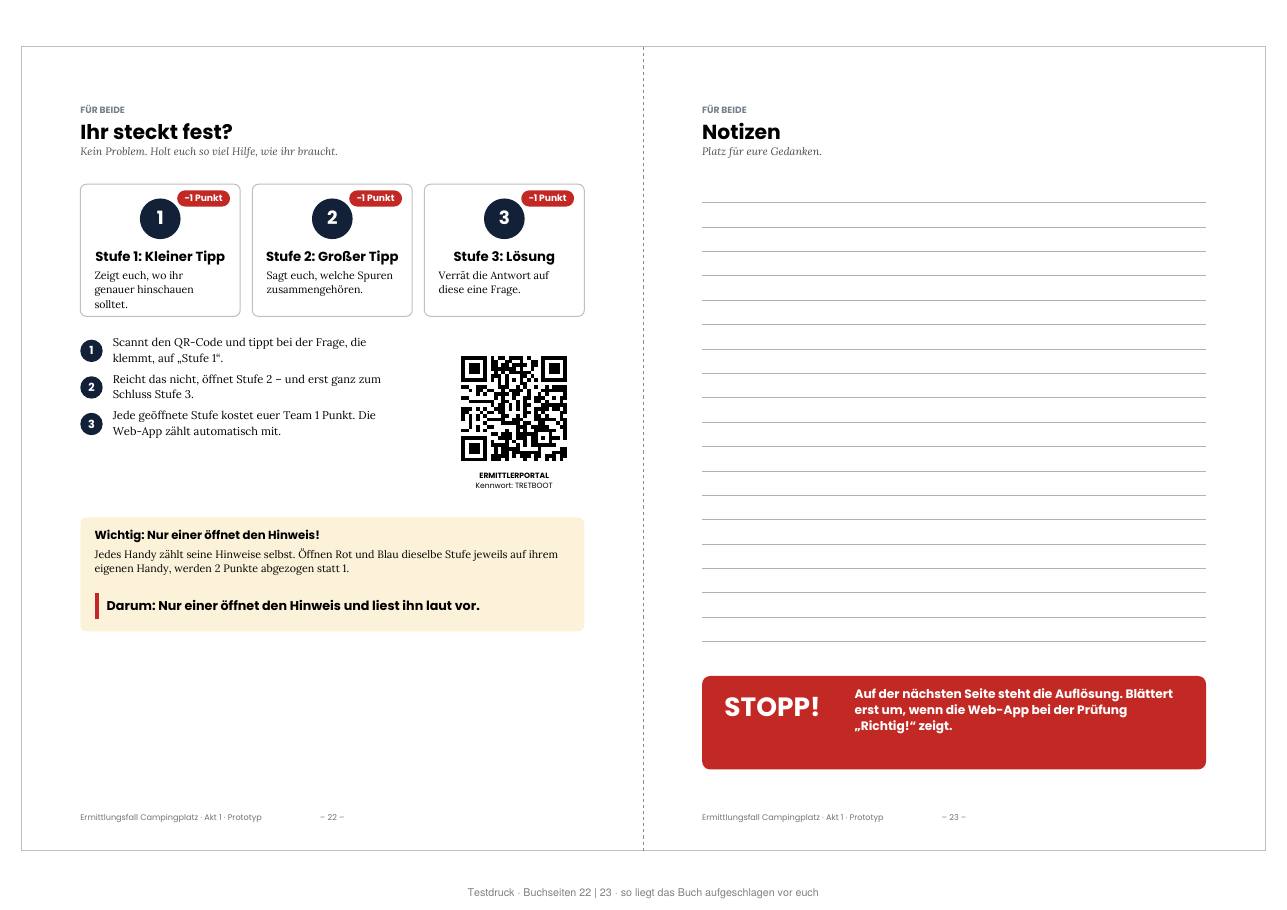 FÜR BEIDE
Ihr steckt fest?
Kein Problem. Holt euch so viel Hilfe, wie ihr braucht.
-1 Punkt
1
Stufe 1: Kleiner Tipp
Zeigt euch, wo ihr
genauer hinschauen
solltet.
-1 Punkt
2
Stufe 2: Großer Tipp
Sagt euch, welche Spuren
zusammengehören.
-1 Punkt
3
Stufe 3: Lösung
Verrät die Antwort auf
diese eine Frage.
1
Scannt den QR-Code und tippt bei der Frage, die
klemmt, auf „Stufe 1“.
2
Reicht das nicht, öffnet Stufe 2 – und erst ganz zum
Schluss Stufe 3.
3
Jede geöffnete Stufe kostet euer Team 1 Punkt. Die
Web-App zählt automatisch mit.
ERMITTLERPORTAL
Kennwort: TRETBOOT
Wichtig: Nur einer öffnet den Hinweis!
Jedes Handy zählt seine Hinweise selbst. Öffnen Rot und Blau dieselbe Stufe jeweils auf ihrem
eigenen Handy, werden 2 Punkte abgezogen statt 1.
Darum: Nur einer öffnet den Hinweis und liest ihn laut vor.
Ermittlungsfall Campingplatz · Akt 1 · Prototyp
– 22 –
FÜR BEIDE
Notizen
Platz für eure Gedanken.
STOPP!
Auf der nächsten Seite steht die Auflösung. Blättert
erst um, wenn die Web-App bei der Prüfung
„Richtig!“ zeigt.
Ermittlungsfall Campingplatz · Akt 1 · Prototyp
– 23 –
Testdruck · Buchseiten 22 | 23 · so liegt das Buch aufgeschlagen vor euch